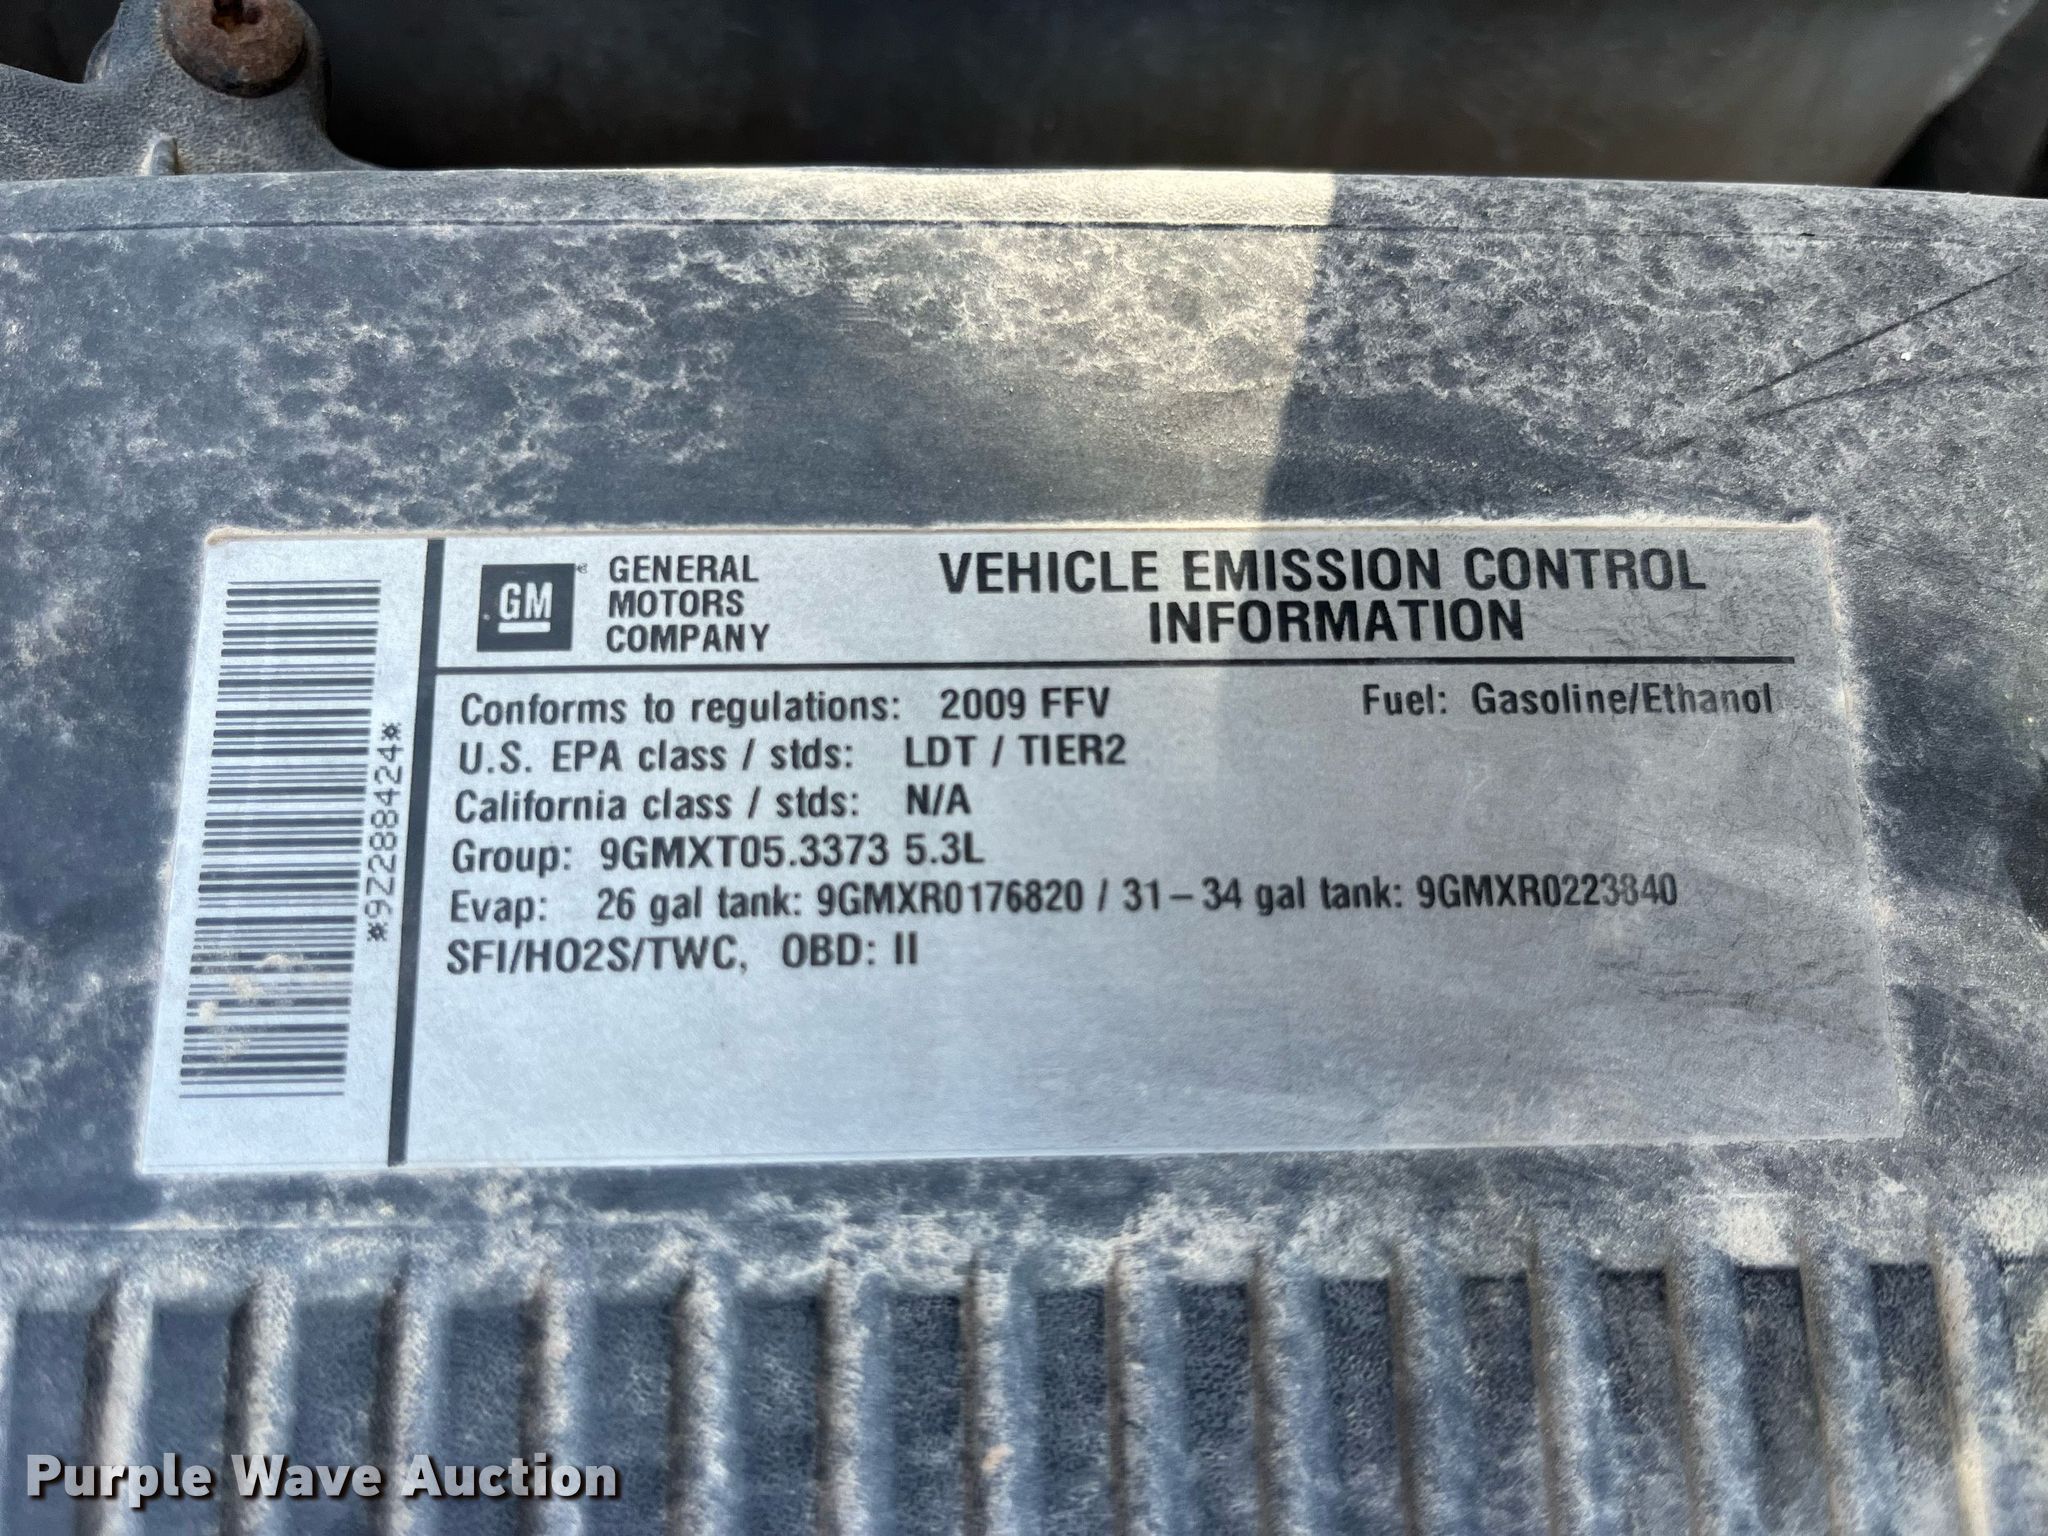 GM
GENERAL
MOTORS
COMPANY
VEHICLE EMISSION CONTROL
INFORMATION
Conforms to regulations: 2009 FFV Fuel: Gasoline/Ethanol
U.S. EPA class / stds: LDT / TIER2
California class / stds: N/A
Group: 9GMXT05.3373 5.3L
Evap: 26 gal tank: 9GMXR0176820 / 31–34 gal tank: 9GMXR0223840
SFI/HO2S/TWC, OBD: II
*9Z288424*
Purple Wave Auction